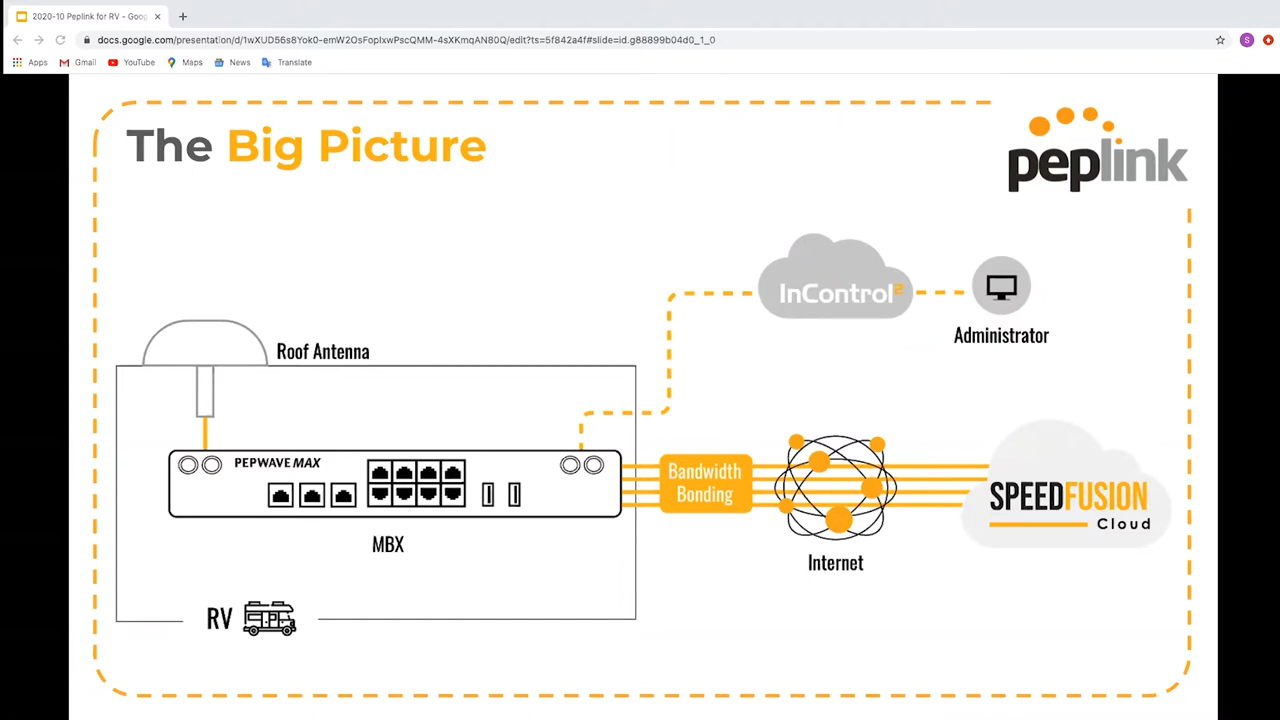 2020-10 Peplink for RV - Goog
docs.google.com/presentation/d/1wXUD56s8Yok0-emW2OsFopIxwPscQMM-4sXKmqAN80Q/edit?ts=5f842a4f#slide=id.g88899b04d0_1_0
S
Apps Gmail YouTube Maps News Translate
The Big Picture
peplink
InControl2
Administrator
Roof Antenna
PEPWAVE MAX
Bandwidth
Bonding
SPEEDFUSION
Cloud
MBX
Internet
RV